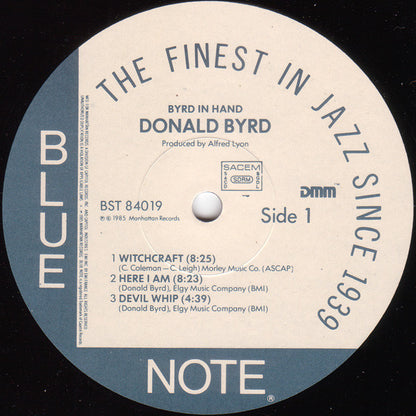 THE FINEST IN JAZZ SINCE 1939
BLUE
BYRD IN HAND
DONALD BYRD
Produced by Alfred Lyon
SACEM
SDRM
DMM
BST 84019
℗ © 1985 Manhattan Records
Side 1
1 WITCHCRAFT (8:25)
(C. Coleman – C. Leigh) Morley Music Co. (ASCAP)
2 HERE I AM (8:23)
(Donald Byrd), Elgy Music Company (BMI)
3 DEVIL WHIP (4:39)
(Donald Byrd), Elgy Music Company (BMI)
NOTE®